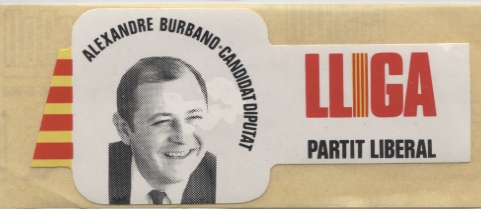 ALEXANDRE BURBANO-CANDIDAT DIPUTAT
LLIGA
PARTIT LIBERAL